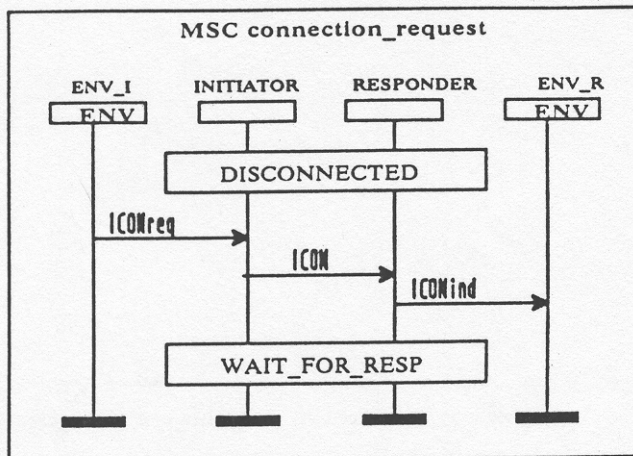 MSC connection_request
ENV_I INITIATOR RESPONDER ENV_R
ENV ENV
DISCONNECTED
ICONreq
ICON
ICONind
WAIT_FOR_RESP